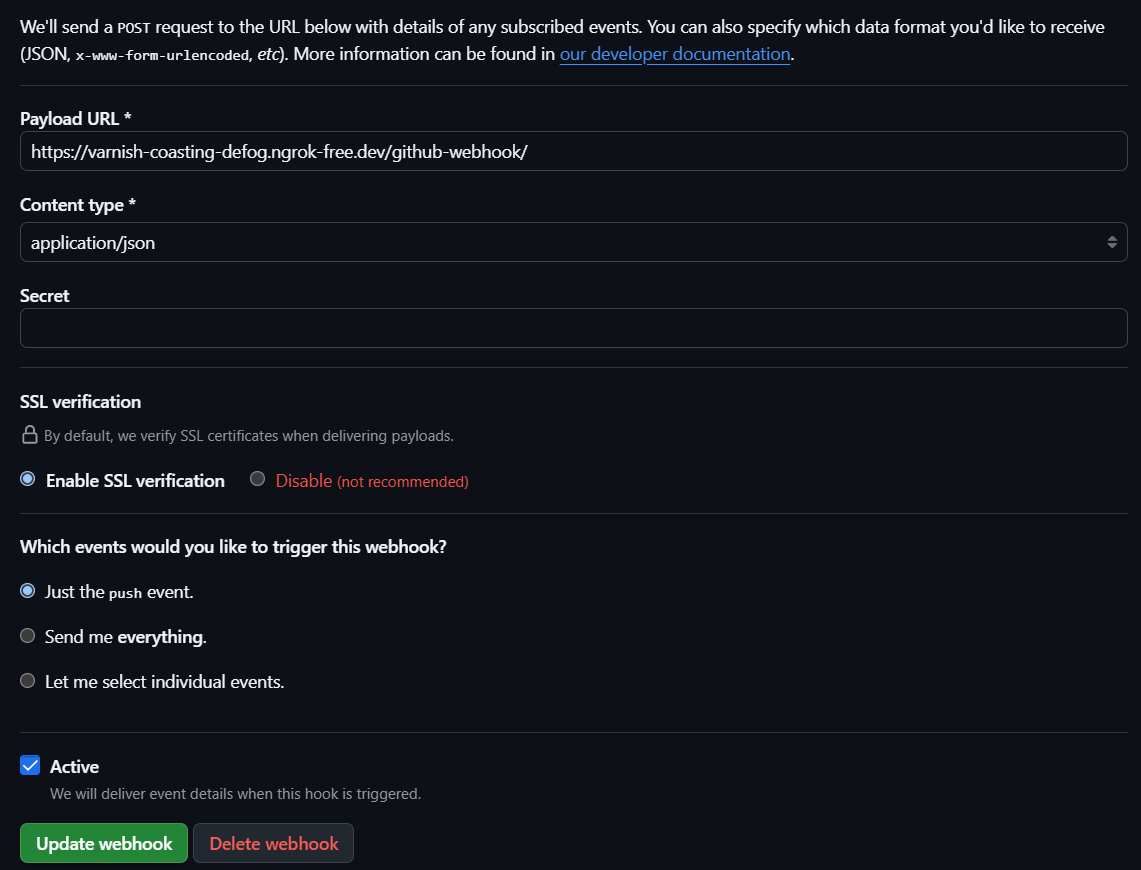 We'll send a POST request to the URL below with details of any subscribed events. You can also specify which data format you'd like to receive
(JSON, x-www-form-urlencoded, etc). More information can be found in our developer documentation.
Payload URL *
https://varnish-coasting-defog.ngrok-free.dev/github-webhook/
Content type *
application/json
Secret
SSL verification
By default, we verify SSL certificates when delivering payloads.
Enable SSL verification
Disable (not recommended)
Which events would you like to trigger this webhook?
Just the push event.
Send me everything.
Let me select individual events.
Active
We will deliver event details when this hook is triggered.
Update webhook
Delete webhook